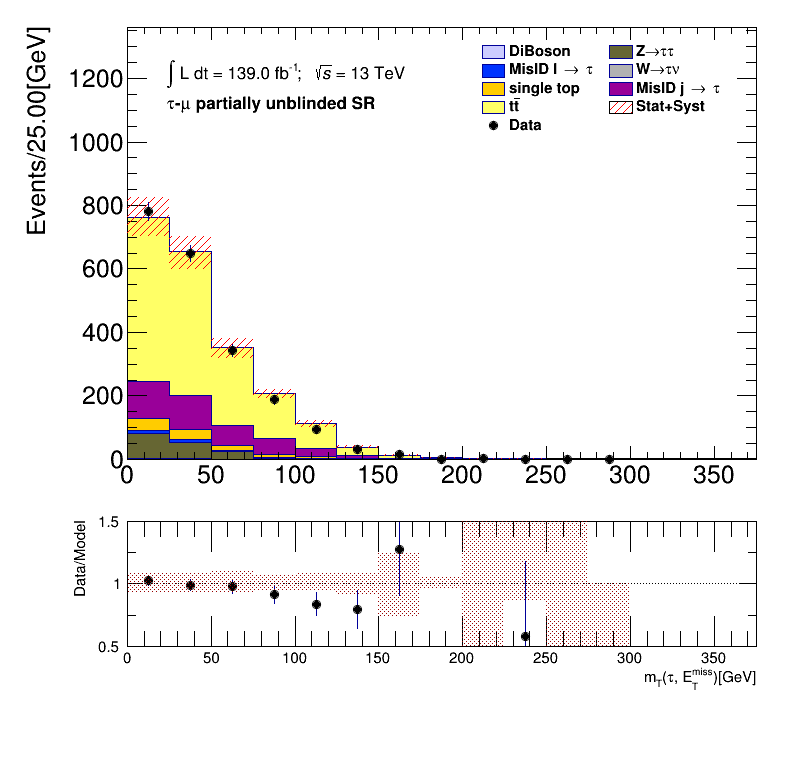 Events/25.00[GeV]
1200
1000
800
600
400
200
0
∫ L dt = 139.0 fb⁻¹; √s = 13 TeV
τ-μ partially unblinded SR
DiBoson
MisID l → τ
single top
tt̄
Data
Z→ττ
W→τν
MisID j → τ
Stat+Syst
0 50 100 150 200 250 300 350
Data/Model
1.5
1
0.5
0 50 100 150 200 250 300 350
m_T(τ, E_T^miss)[GeV]